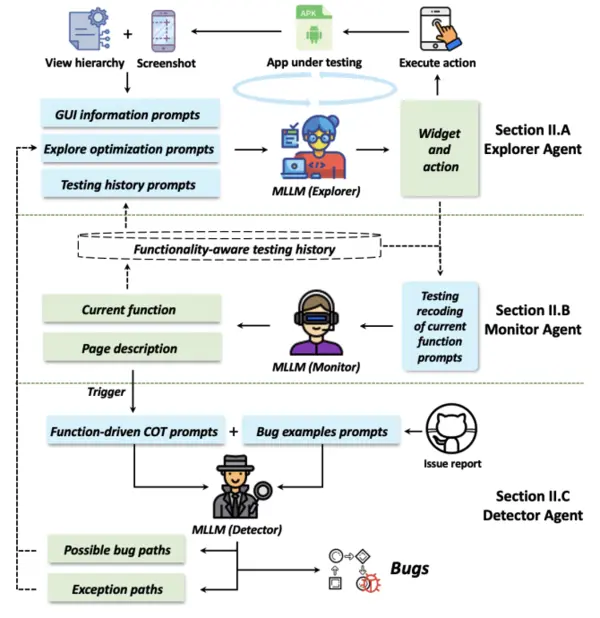 APK
View hierarchy
+
Screenshot
App under testing
Execute action
GUI information prompts
Explore optimization prompts
Testing history prompts
MLLM (Explorer)
Widget
and
action
Section II.A
Explorer Agent
Functionality-aware testing history
Current function
Page description
MLLM (Monitor)
Testing
recoding
of current
function
prompts
Section II.B
Monitor Agent
Trigger
Function-driven COT prompts
+
Bug examples prompts
Issue report
MLLM (Detector)
Section II.C
Detector Agent
Possible bug paths
Exception paths
Bugs